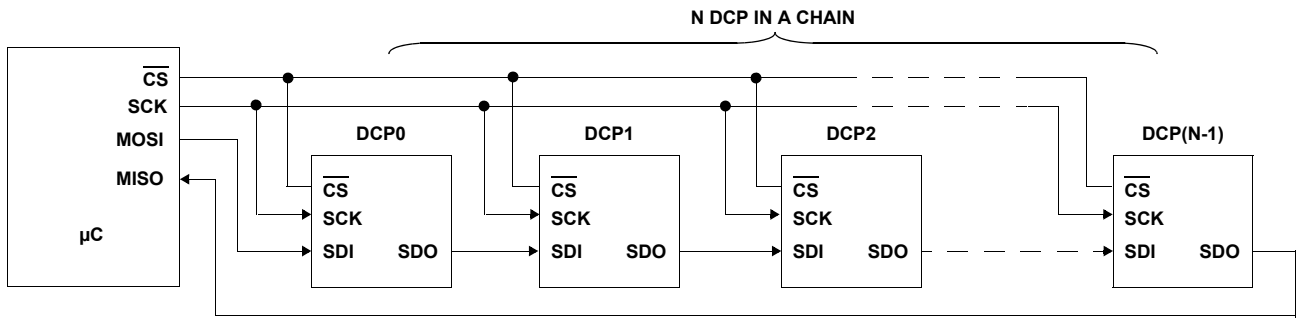 N DCP IN A CHAIN
CS
SCK
MOSI
MISO
µC
DCP0
CS
SCK
SDI SDO
DCP1
CS
SCK
SDI SDO
DCP2
CS
SCK
SDI SDO
DCP(N-1)
CS
SCK
SDI SDO